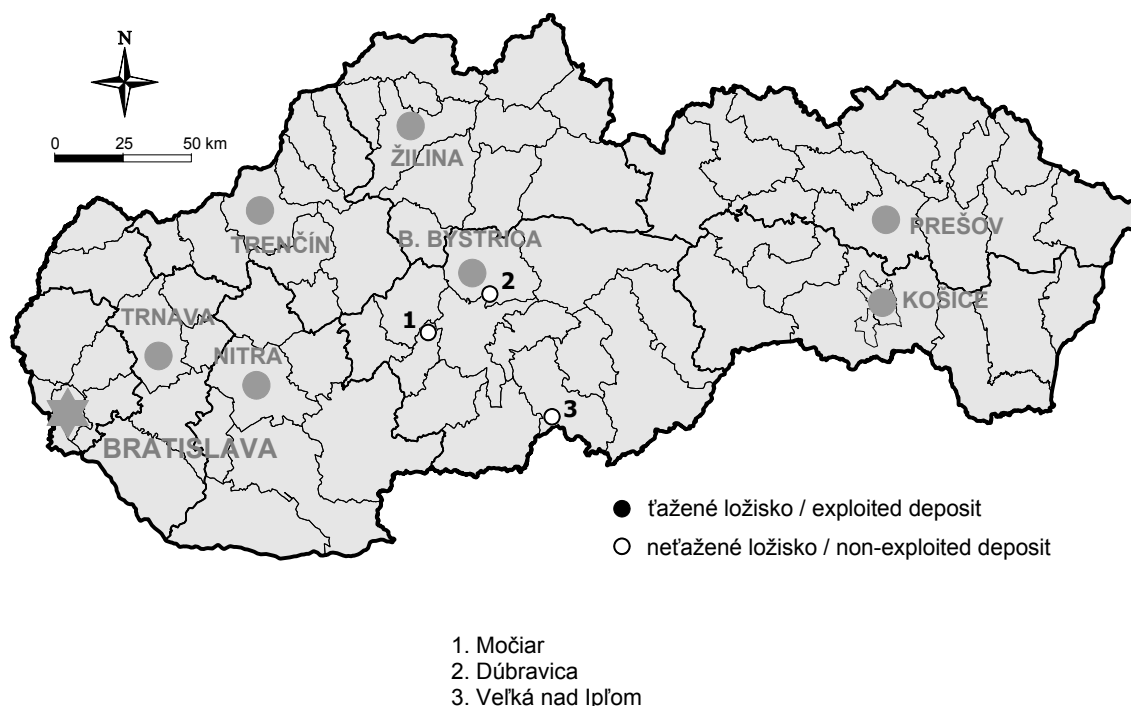 N
0 25 50 km
ŽILINA
TRENČÍN
B. BYSTRICA
PREŠOV
2
KOŠICE
TRNAVA
1
NITRA
3
BRATISLAVA
ťažené ložisko / exploited deposit
neťažené ložisko / non-exploited deposit
1. Močiar
2. Dúbravica
3. Veľká nad Ipľom